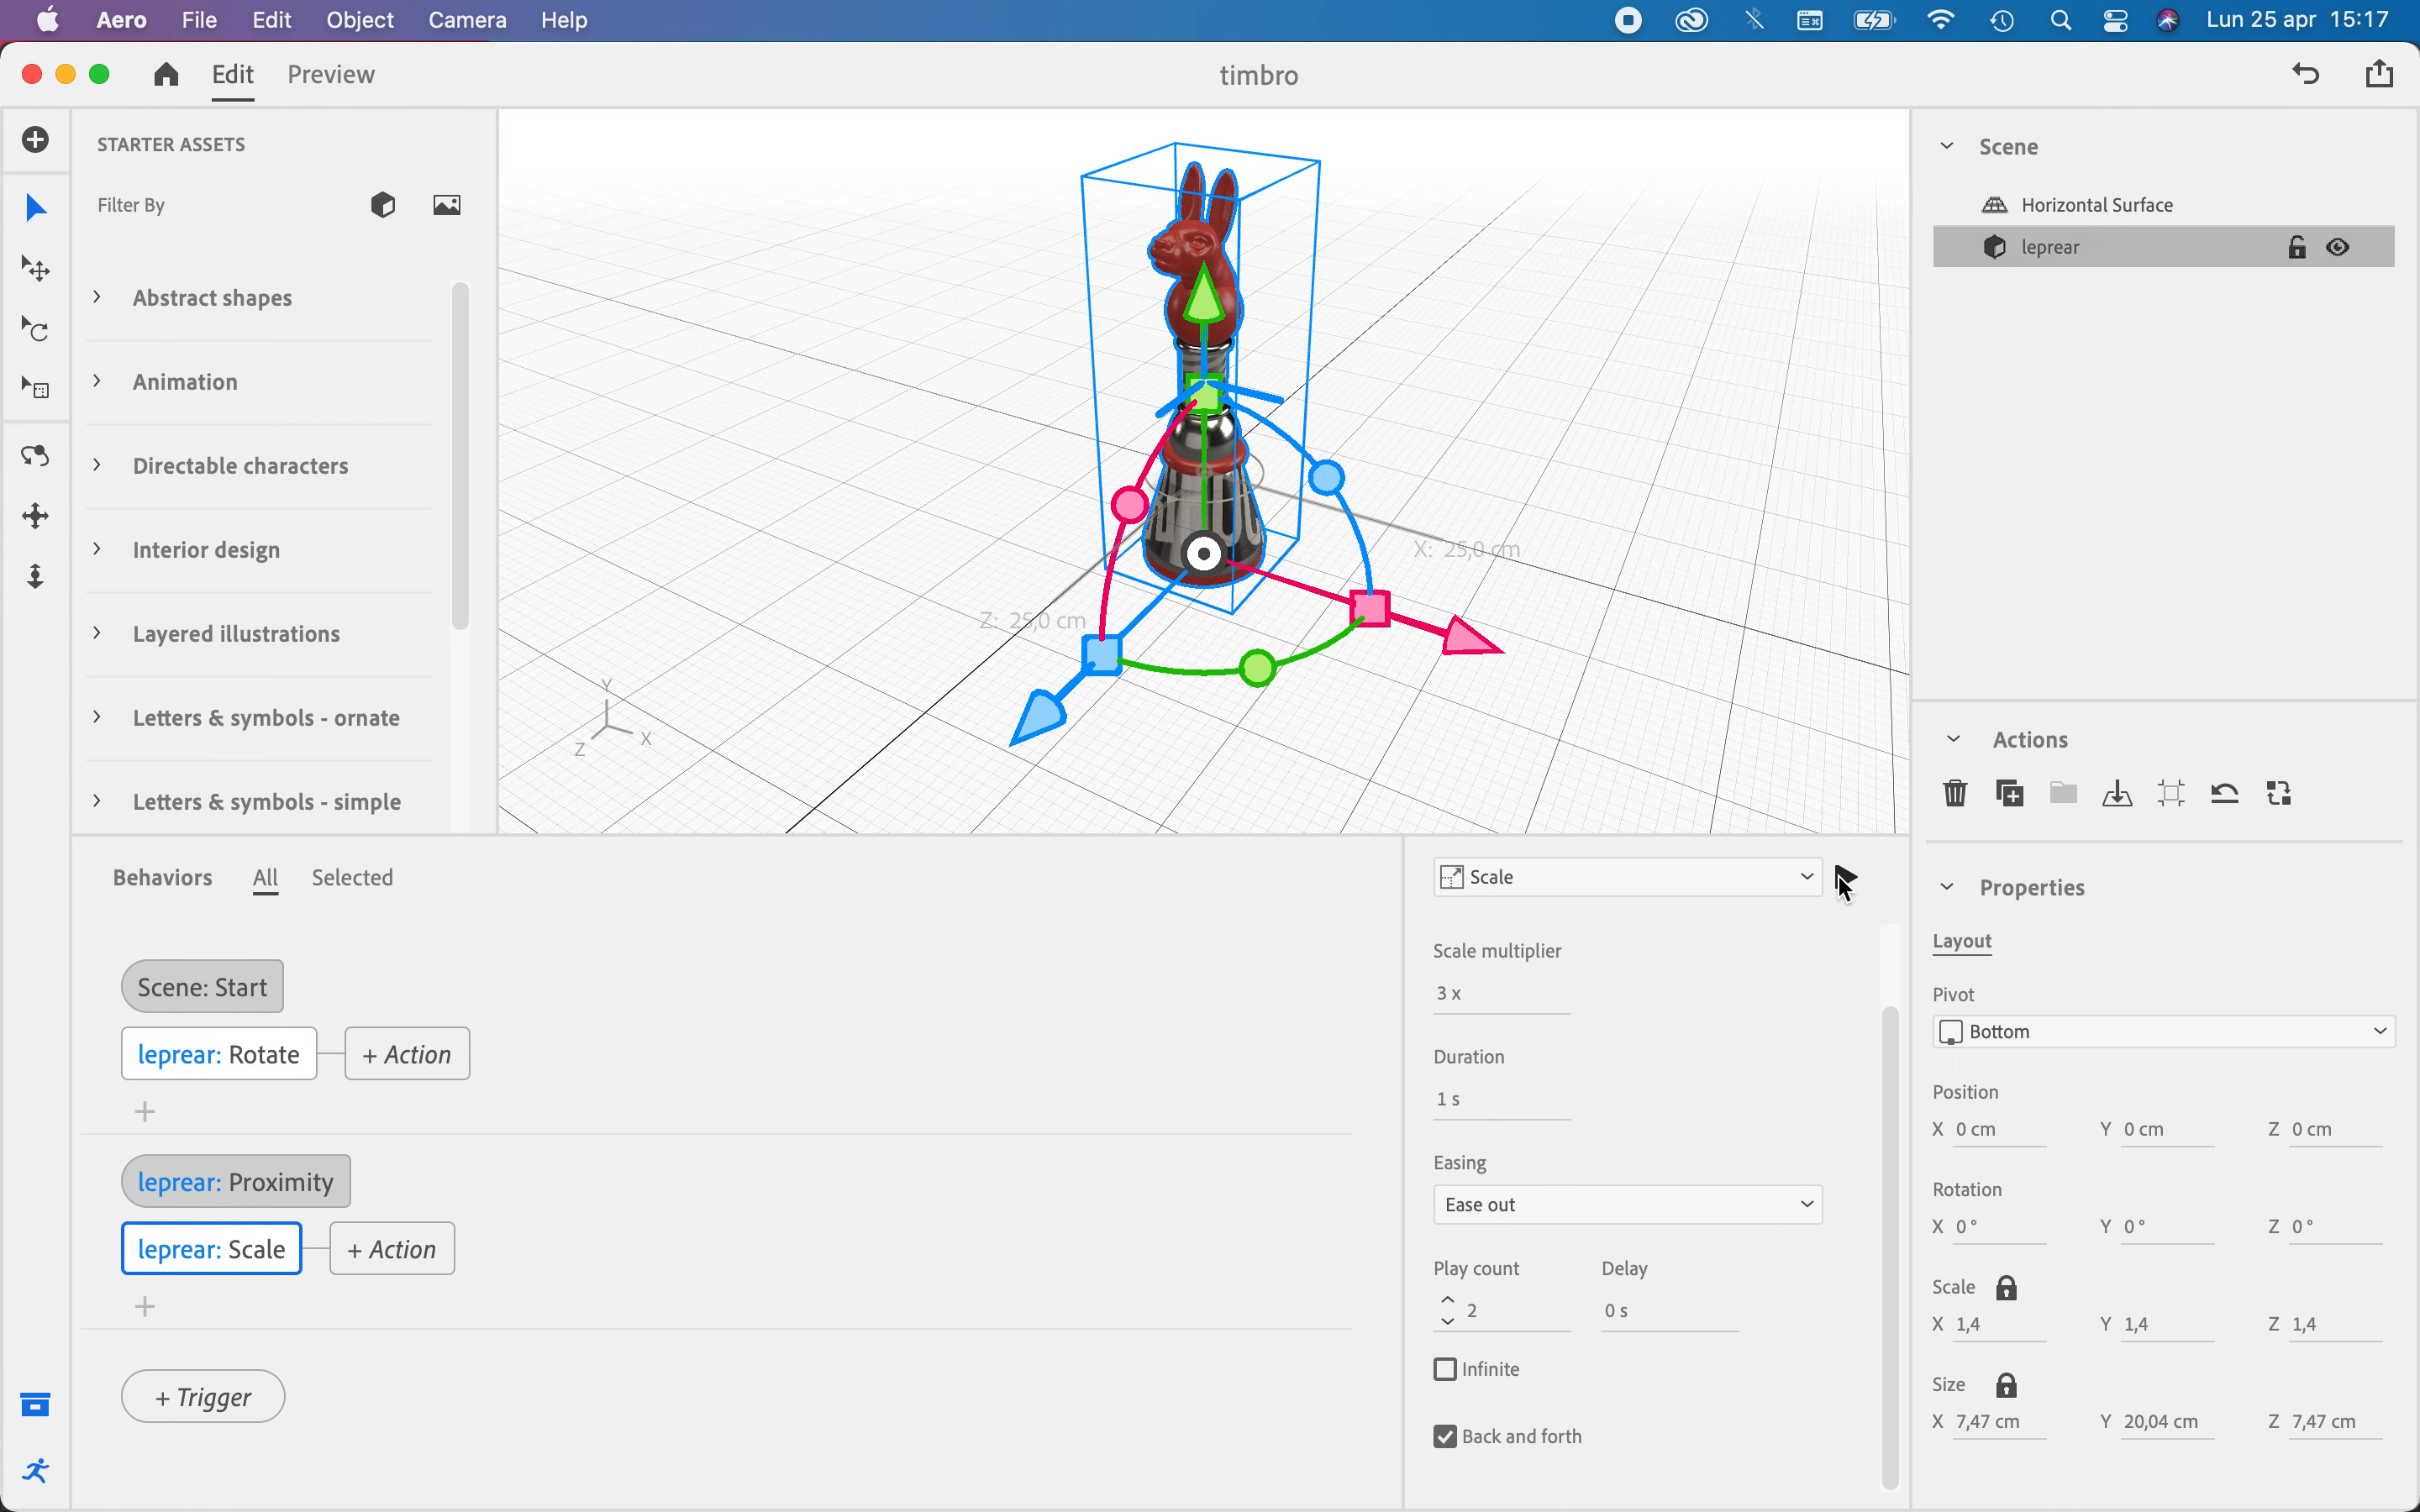 Aero File Edit Object Camera Help Lun 25 apr 15:17
Edit Preview timbro
STARTER ASSETS
Filter By
Abstract shapes
Animation
Directable characters
Interior design
Layered illustrations
Letters & symbols - ornate
Letters & symbols - simple
X: 25,0 cm
Z: 25,0 cm
Y
X
Z
Scene
Horizontal Surface
leprear
Actions
Behaviors All Selected
Scene: Start
leprear: Rotate + Action
+
leprear: Proximity
leprear: Scale + Action
+
+ Trigger
Scale
Scale multiplier
3 x
Duration
1 s
Easing
Ease out
Play count Delay
2 0 s
Infinite
Back and forth
Properties
Layout
Pivot
Bottom
Position
X 0 cm Y 0 cm Z 0 cm
Rotation
X 0° Y 0° Z 0°
Scale
X 1,4 Y 1,4 Z 1,4
Size
X 7,47 cm Y 20,04 cm Z 7,47 cm